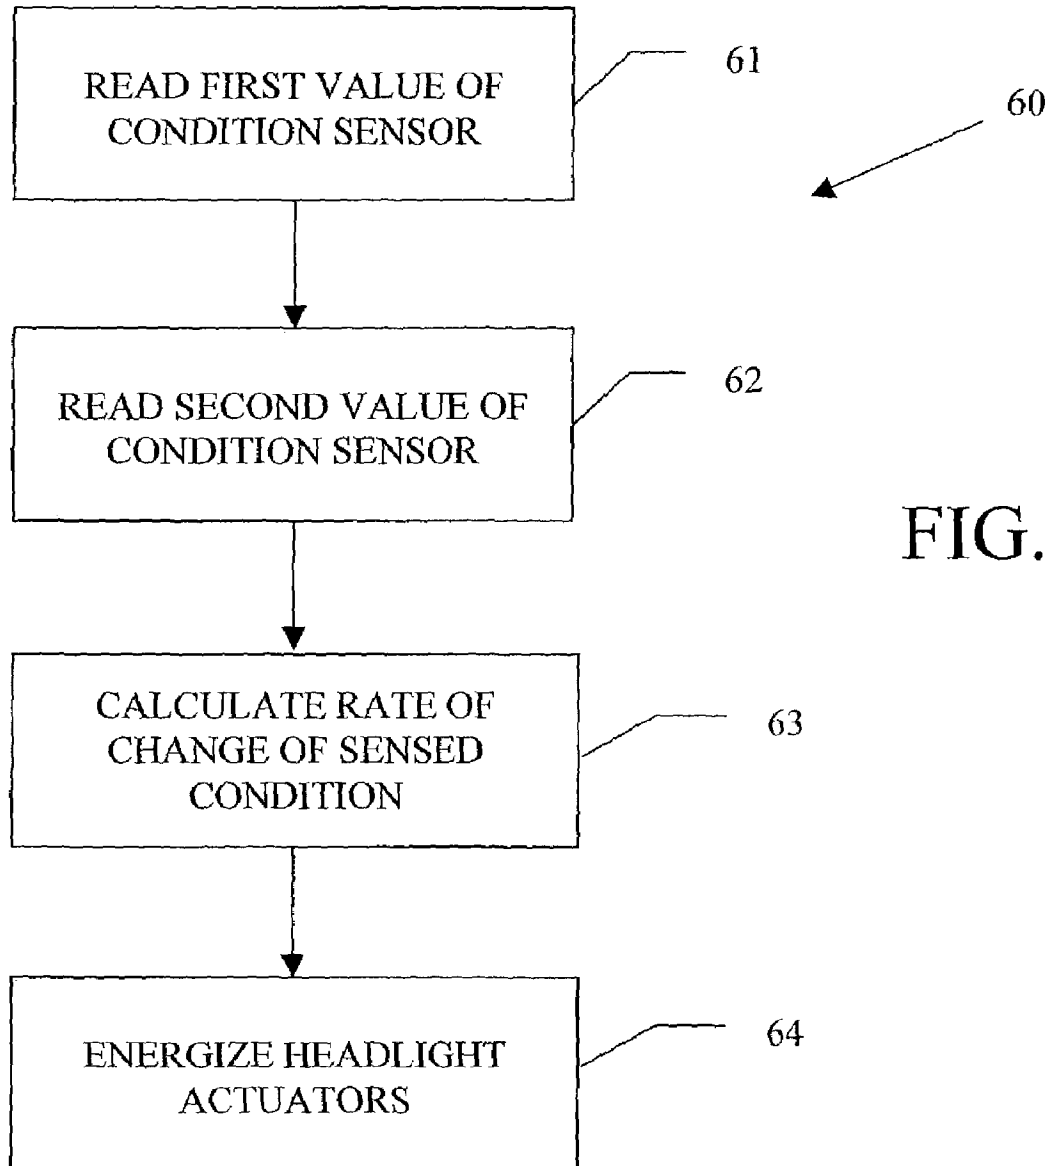 READ FIRST VALUE OF
CONDITION SENSOR
61
60
READ SECOND VALUE OF
CONDITION SENSOR
62
FIG.
CALCULATE RATE OF
CHANGE OF SENSED
CONDITION
63
ENERGIZE HEADLIGHT
ACTUATORS
64